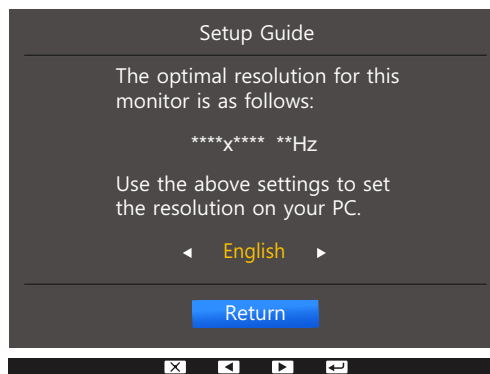 Setup Guide
The optimal resolution for this
monitor is as follows:
****x**** **Hz
Use the above settings to set
the resolution on your PC.
English
Return